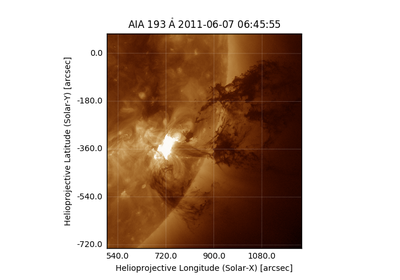 AIA 193 Å 2011-06-07 06:45:55
Helioprojective Latitude (Solar-Y) [arcsec]
0.0
-180.0
-360.0
-540.0
-720.0
540.0 720.0 900.0 1080.0
Helioprojective Longitude (Solar-X) [arcsec]